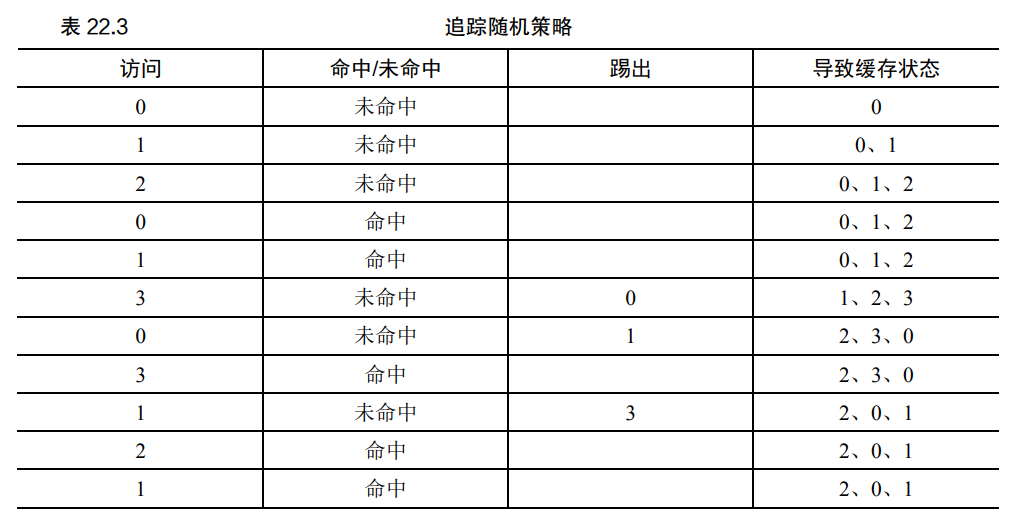 表 22.3 追踪随机策略
访问 命中/未命中 踢出 导致缓存状态
0 未命中 0
1 未命中 0、1
2 未命中 0、1、2
0 命中 0、1、2
1 命中 0、1、2
3 未命中 0 1、2、3
0 未命中 1 2、3、0
3 命中 2、3、0
1 未命中 3 2、0、1
2 命中 2、0、1
1 命中 2、0、1